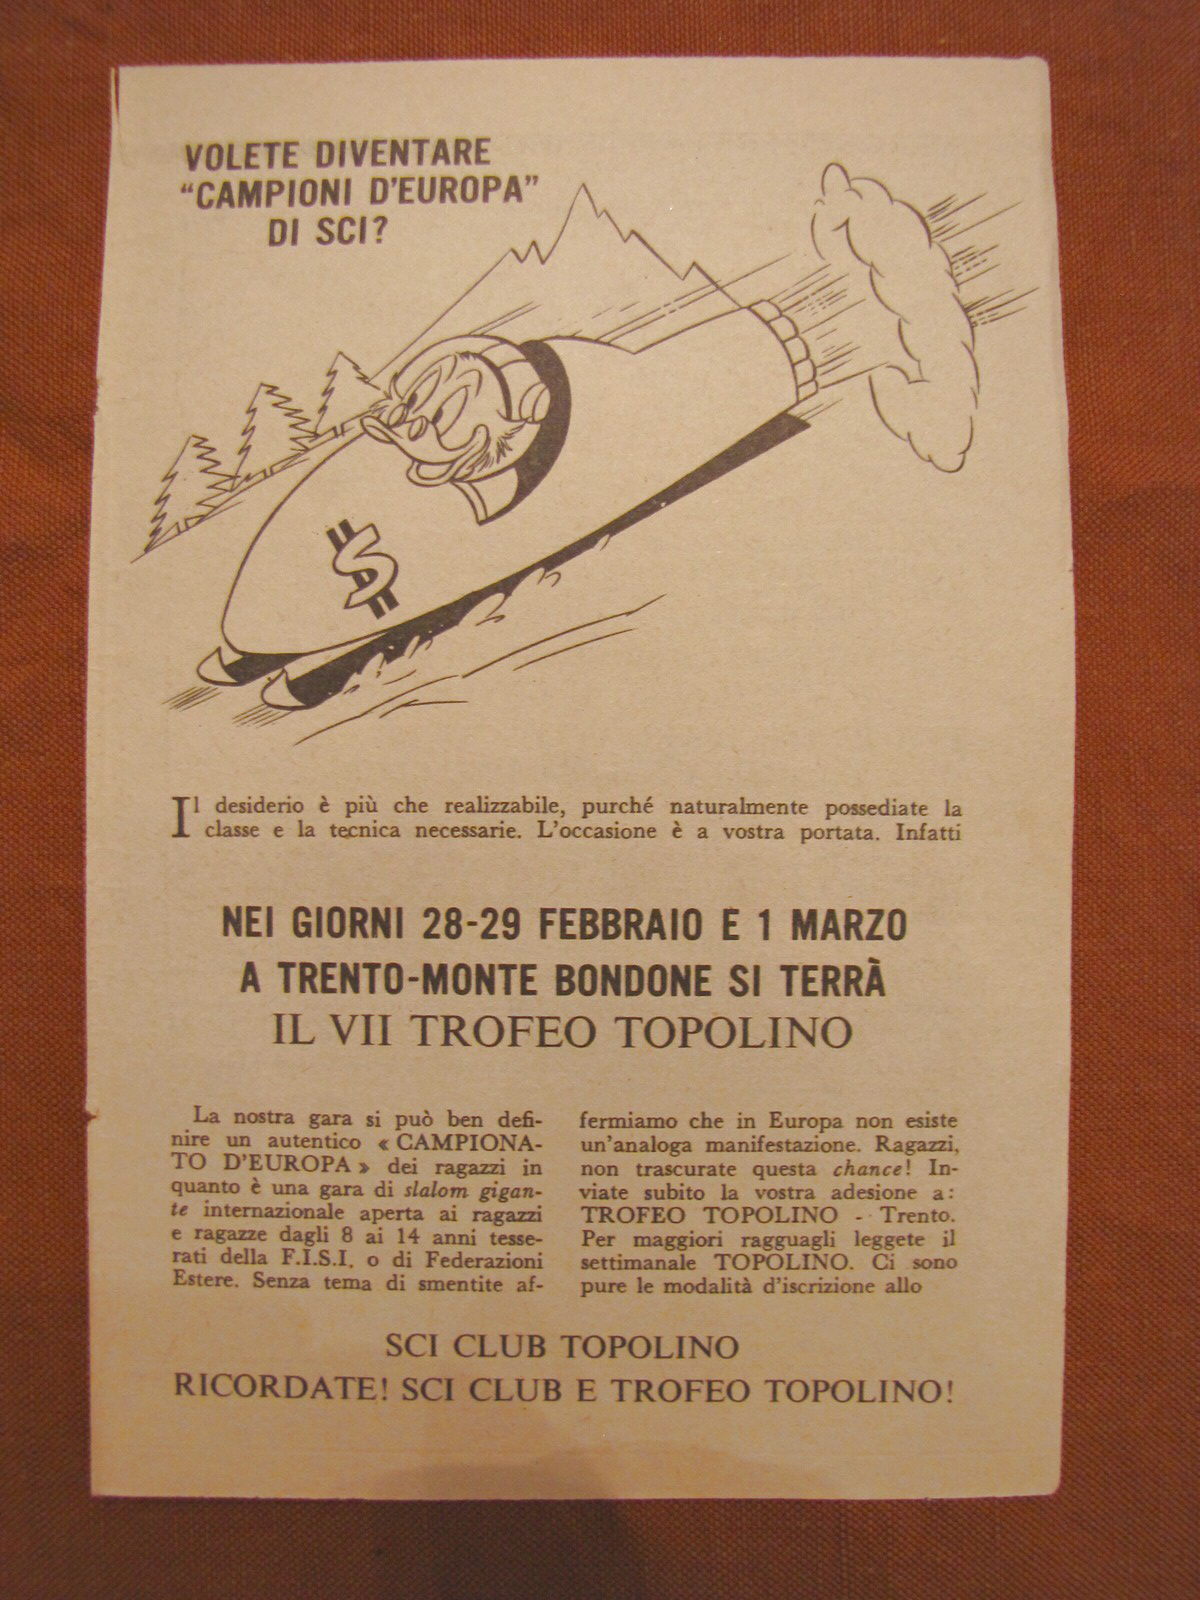 VOLETE DIVENTARE
"CAMPIONI D'EUROPA"
DI SCI?
$
Il desiderio è più che realizzabile, purché naturalmente possediate la
classe e la tecnica necessarie. L'occasione è a vostra portata. Infatti
NEI GIORNI 28-29 FEBBRAIO E 1 MARZO
A TRENTO-MONTE BONDONE SI TERRÀ
IL VII TROFEO TOPOLINO
La nostra gara si può ben defi-
nire un autentico « CAMPIONA-
TO D'EUROPA » dei ragazzi in
quanto è una gara di slalom gigan-
te internazionale aperta ai ragazzi
e ragazze dagli 8 ai 14 anni tesse-
rati della F.I.S.I. o di Federazioni
Estere. Senza tema di smentite af-
fermiamo che in Europa non esiste
un'analoga manifestazione. Ragazzi,
non trascurate questa chance! In-
viate subito la vostra adesione a:
TROFEO TOPOLINO - Trento.
Per maggiori ragguagli leggete il
settimanale TOPOLINO. Ci sono
pure le modalità d'iscrizione allo
SCI CLUB TOPOLINO
RICORDATE! SCI CLUB E TROFEO TOPOLINO!